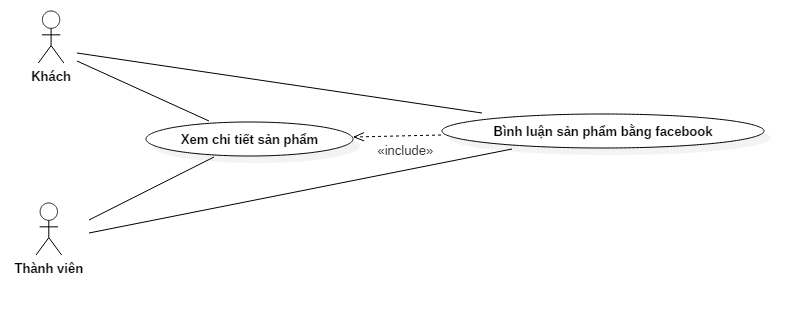 Khách
Xem chi tiết sản phẩm
Bình luận sản phẩm bằng facebook
«include»
Thành viên